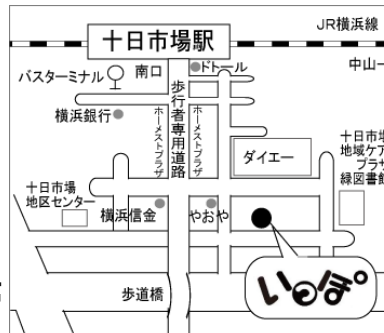 JR横浜線
十日市場駅
中山
バスターミナル
南口
ドトール
横浜銀行
歩行者専用道路
ホーメストプラザ
ホーメストプラザ
ダイエー
十日市場
地域ケア
プラザ
緑図書館
十日市場
地区センター
横浜信金
やおや
いっぽ°
歩道橋